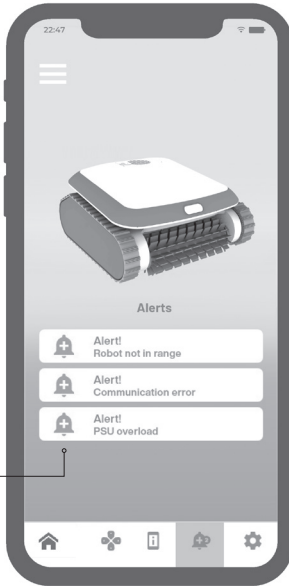 22:47
Alerts
Alert!
Robot not in range
Alert!
Communication error
Alert!
PSU overload